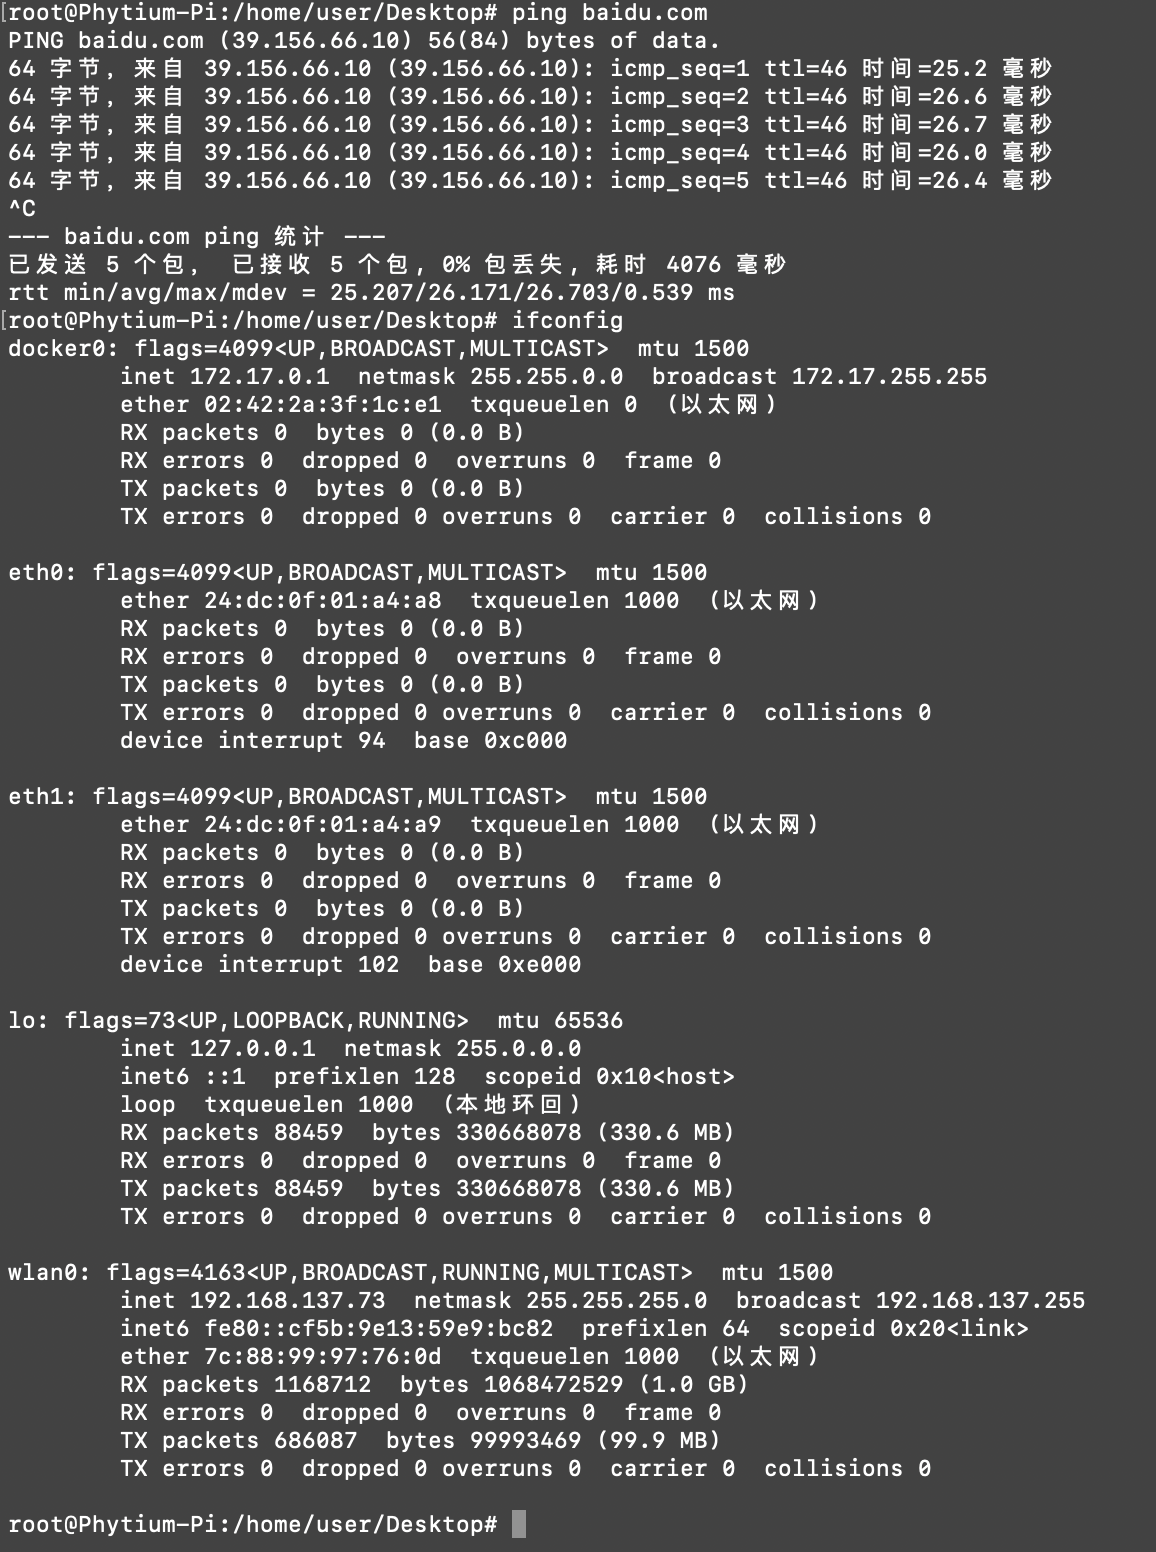 [root@Phytium-Pi:/home/user/Desktop# ping baidu.com
PING baidu.com (39.156.66.10) 56(84) bytes of data.
64 字节, 来自 39.156.66.10 (39.156.66.10): icmp_seq=1 ttl=46 时间=25.2 毫秒
64 字节, 来自 39.156.66.10 (39.156.66.10): icmp_seq=2 ttl=46 时间=26.6 毫秒
64 字节, 来自 39.156.66.10 (39.156.66.10): icmp_seq=3 ttl=46 时间=26.7 毫秒
64 字节, 来自 39.156.66.10 (39.156.66.10): icmp_seq=4 ttl=46 时间=26.0 毫秒
64 字节, 来自 39.156.66.10 (39.156.66.10): icmp_seq=5 ttl=46 时间=26.4 毫秒
^C
--- baidu.com ping 统计 ---
已发送 5 个包, 已接收 5 个包, 0% 包丢失, 耗时 4076 毫秒
rtt min/avg/max/mdev = 25.207/26.171/26.703/0.539 ms
[root@Phytium-Pi:/home/user/Desktop# ifconfig
docker0: flags=4099<UP,BROADCAST,MULTICAST>  mtu 1500
        inet 172.17.0.1  netmask 255.255.0.0  broadcast 172.17.255.255
        ether 02:42:2a:3f:1c:e1  txqueuelen 0  (以太网)
        RX packets 0  bytes 0 (0.0 B)
        RX errors 0  dropped 0  overruns 0  frame 0
        TX packets 0  bytes 0 (0.0 B)
        TX errors 0  dropped 0 overruns 0  carrier 0  collisions 0

eth0: flags=4099<UP,BROADCAST,MULTICAST>  mtu 1500
        ether 24:dc:0f:01:a4:a8  txqueuelen 1000  (以太网)
        RX packets 0  bytes 0 (0.0 B)
        RX errors 0  dropped 0  overruns 0  frame 0
        TX packets 0  bytes 0 (0.0 B)
        TX errors 0  dropped 0 overruns 0  carrier 0  collisions 0
        device interrupt 94  base 0xc000

eth1: flags=4099<UP,BROADCAST,MULTICAST>  mtu 1500
        ether 24:dc:0f:01:a4:a9  txqueuelen 1000  (以太网)
        RX packets 0  bytes 0 (0.0 B)
        RX errors 0  dropped 0  overruns 0  frame 0
        TX packets 0  bytes 0 (0.0 B)
        TX errors 0  dropped 0 overruns 0  carrier 0  collisions 0
        device interrupt 102  base 0xe000

lo: flags=73<UP,LOOPBACK,RUNNING>  mtu 65536
        inet 127.0.0.1  netmask 255.0.0.0
        inet6 ::1  prefixlen 128  scopeid 0x10<host>
        loop  txqueuelen 1000  (本地环回)
        RX packets 88459  bytes 330668078 (330.6 MB)
        RX errors 0  dropped 0  overruns 0  frame 0
        TX packets 88459  bytes 330668078 (330.6 MB)
        TX errors 0  dropped 0 overruns 0  carrier 0  collisions 0

wlan0: flags=4163<UP,BROADCAST,RUNNING,MULTICAST>  mtu 1500
        inet 192.168.137.73  netmask 255.255.255.0  broadcast 192.168.137.255
        inet6 fe80::cf5b:9e13:59e9:bc82  prefixlen 64  scopeid 0x20<link>
        ether 7c:88:99:97:76:0d  txqueuelen 1000  (以太网)
        RX packets 1168712  bytes 1068472529 (1.0 GB)
        RX errors 0  dropped 0  overruns 0  frame 0
        TX packets 686087  bytes 99993469 (99.9 MB)
        TX errors 0  dropped 0 overruns 0  carrier 0  collisions 0

root@Phytium-Pi:/home/user/Desktop#